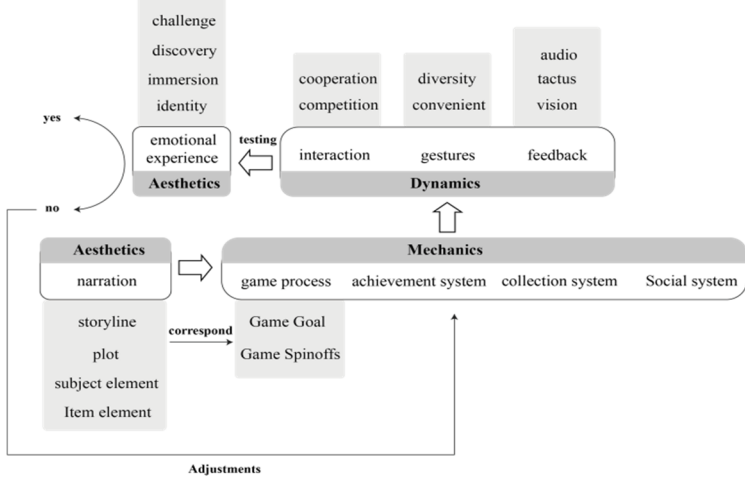 challenge
discovery
immersion
identity
emotional
experience
Aesthetics
yes
no
testing
cooperation
competition
diversity
convenient
audio
tactus
vision
interaction gestures feedback
Dynamics
Aesthetics
narration
storyline
plot
subject element
Item element
correspond
Mechanics
game process achievement system collection system Social system
Game Goal
Game Spinoffs
Adjustments